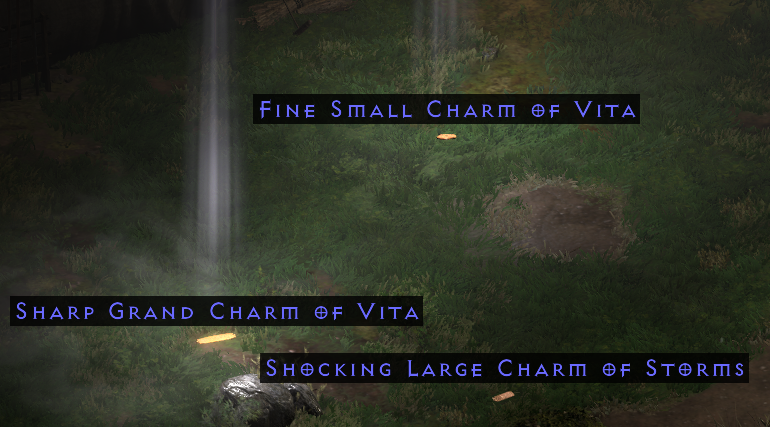 Fine Small Charm of Vita
Sharp Grand Charm of Vita
Shocking Large Charm of Storms